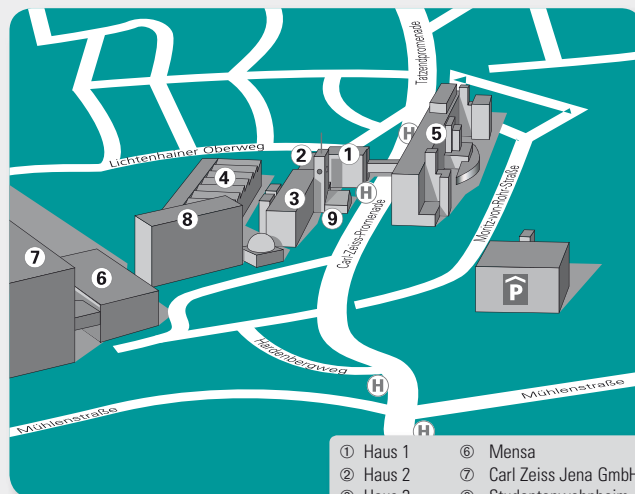 Tatzendpromenade
H
5
Lichtenhainer Oberweg
2
1
4
3
H
8
9
Carl-Zeiss-Promenade
Moritz-von-Rohr-Straße
7
6
P
Hardenbergweg
H
Mühlenstraße
Mühlenstraße
H
① Haus 1
② Haus 2
⑥ Mensa
⑦ Carl Zeiss Jena GmbH